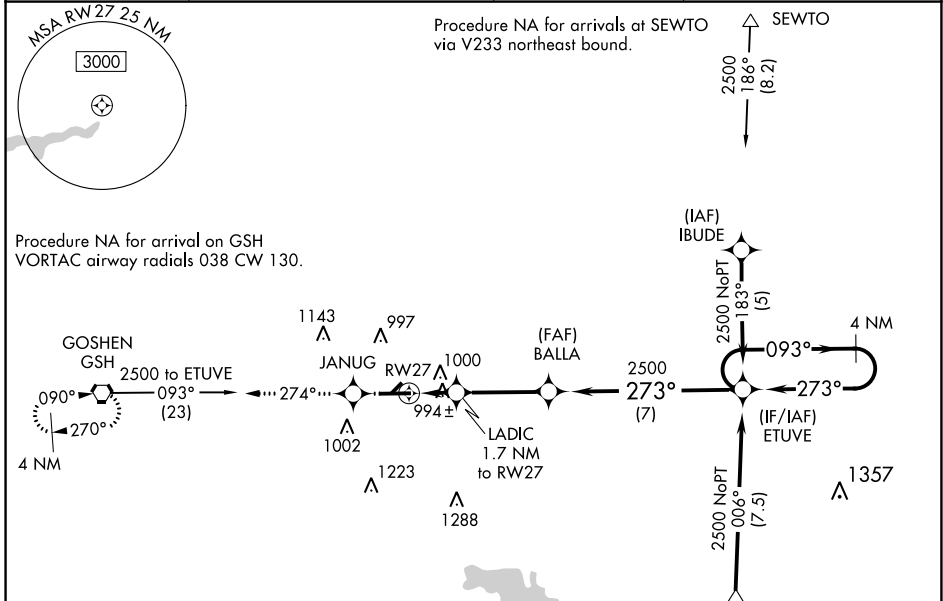 MSA RW 27 25 NM
3000
Procedure NA for arrivals at SEWTO
via V233 northeast bound.
SEWTO
2500
186°
(8.2)
Procedure NA for arrival on GSH
VORTAC airway radials 038 CW 130.
(IAF)
IBUDE
2500 NoPT
183°
(5)
4 NM
093°
273°
(IF/IAF)
ETUVE
GOSHEN
GSH
2500 to ETUVE
093°
(23)
090°
270°
4 NM
1143
997
JANUG
274°
RW27
1000
994±
1002
1223
1288
LADIC
1.7 NM
to RW27
(FAF)
BALLA
2500
273°
(7)
2500 NoPT
006°
(7.5)
1357